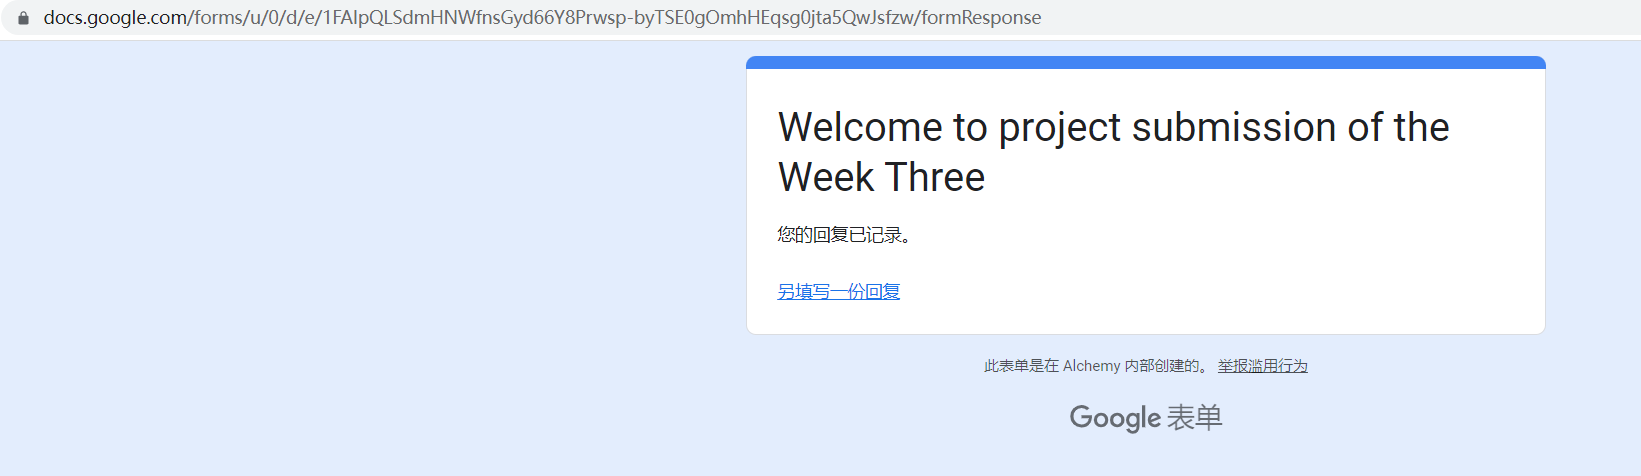 docs.google.com/forms/u/0/d/e/1FAIpQLSdmHNWfnsGyd66Y8Prwsp-byTSE0gOmhHEqsg0jta5QwJsfzw/formResponse
Welcome to project submission of the
Week Three
您的回复已记录。
另填写一份回复
此表单是在 Alchemy 内部创建的。 举报滥用行为
Google 表单